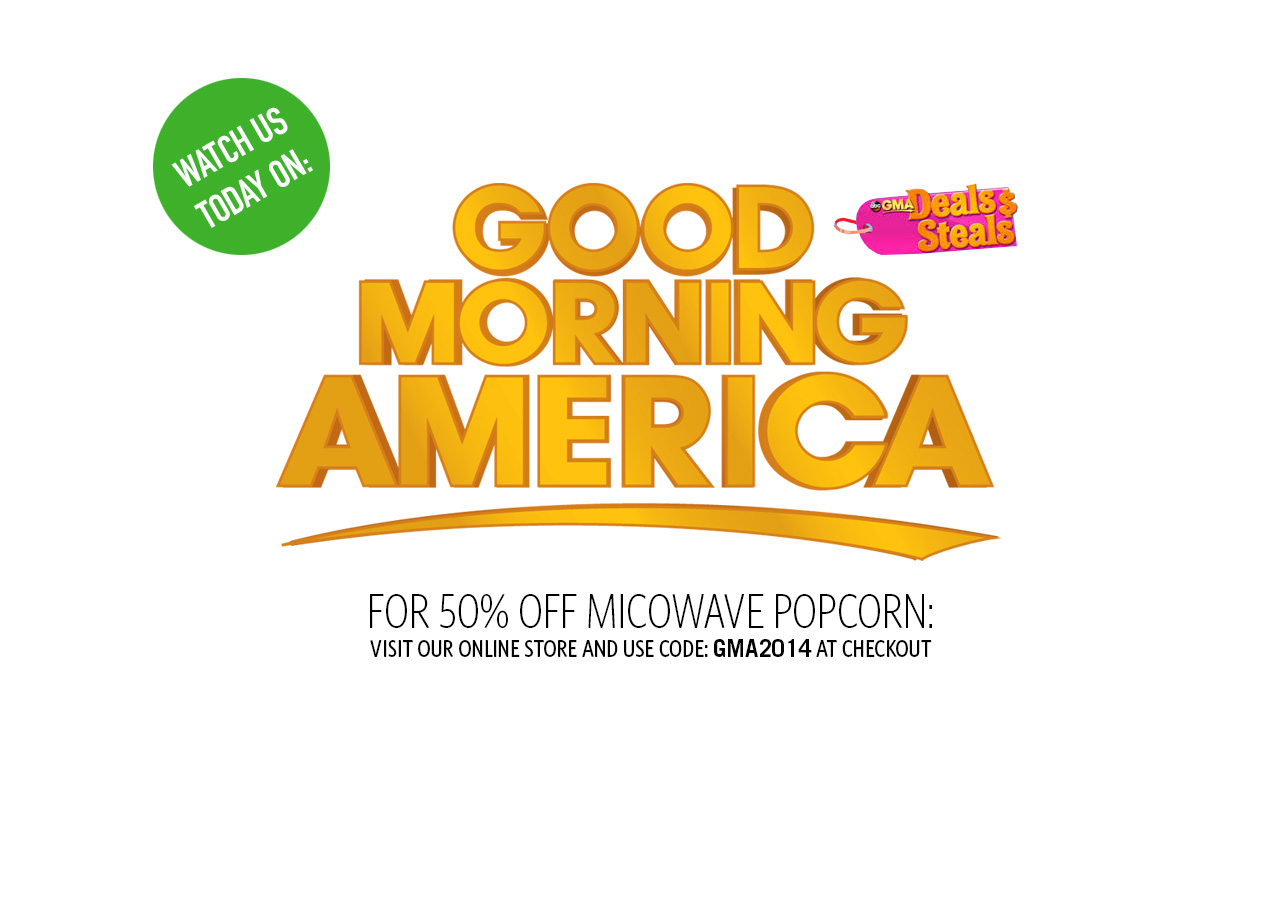 WATCH US
TODAY ON:
GOOD
MORNING
AMERICA
abc GMA Deals $
Steals
FOR 50% OFF MICOWAVE POPCORN:
VISIT OUR ONLINE STORE AND USE CODE: GMA2014 AT CHECKOUT